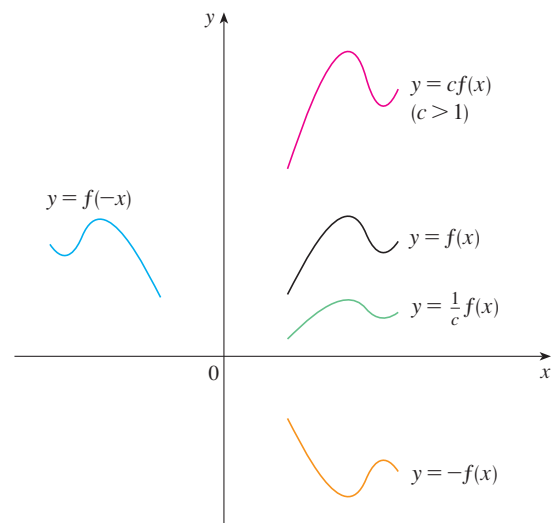 y
y = cf(x)
(c > 1)
y = f(−x)
y = f(x)
y = 1/c f(x)
0
x
y = −f(x)